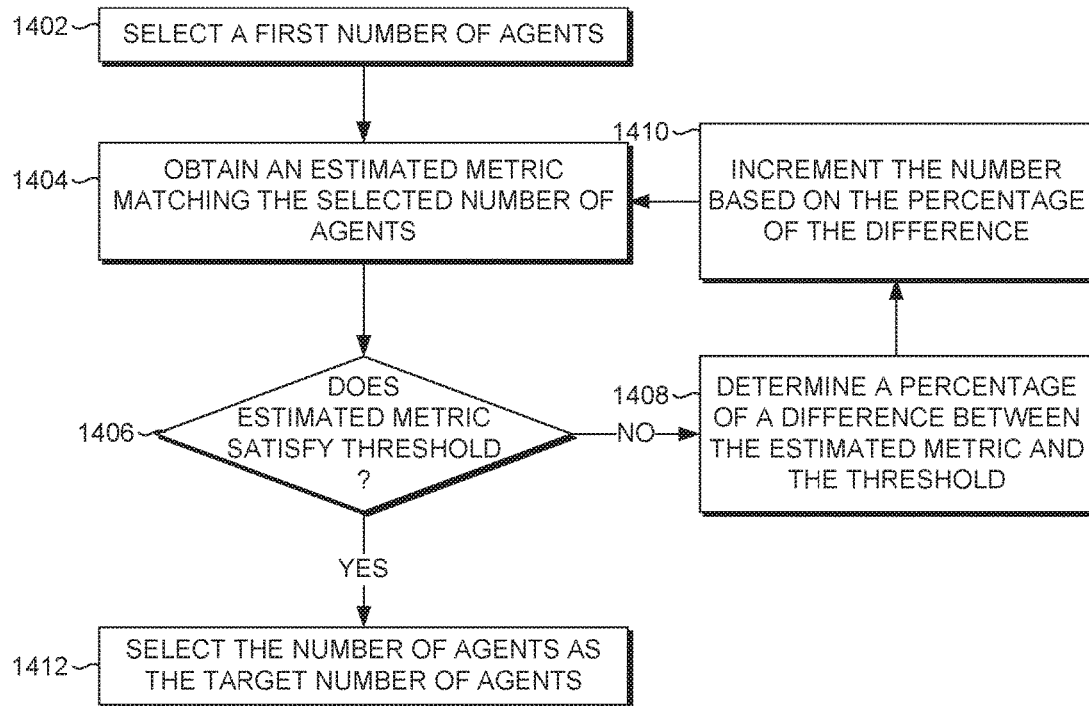 1402
SELECT A FIRST NUMBER OF AGENTS
1404
OBTAIN AN ESTIMATED METRIC
MATCHING THE SELECTED NUMBER OF
AGENTS
1410
INCREMENT THE NUMBER
BASED ON THE PERCENTAGE
OF THE DIFFERENCE
1406
DOES
ESTIMATED METRIC
SATISFY THRESHOLD
?
NO
1408
DETERMINE A PERCENTAGE
OF A DIFFERENCE BETWEEN
THE ESTIMATED METRIC AND
THE THRESHOLD
YES
1412
SELECT THE NUMBER OF AGENTS AS
THE TARGET NUMBER OF AGENTS